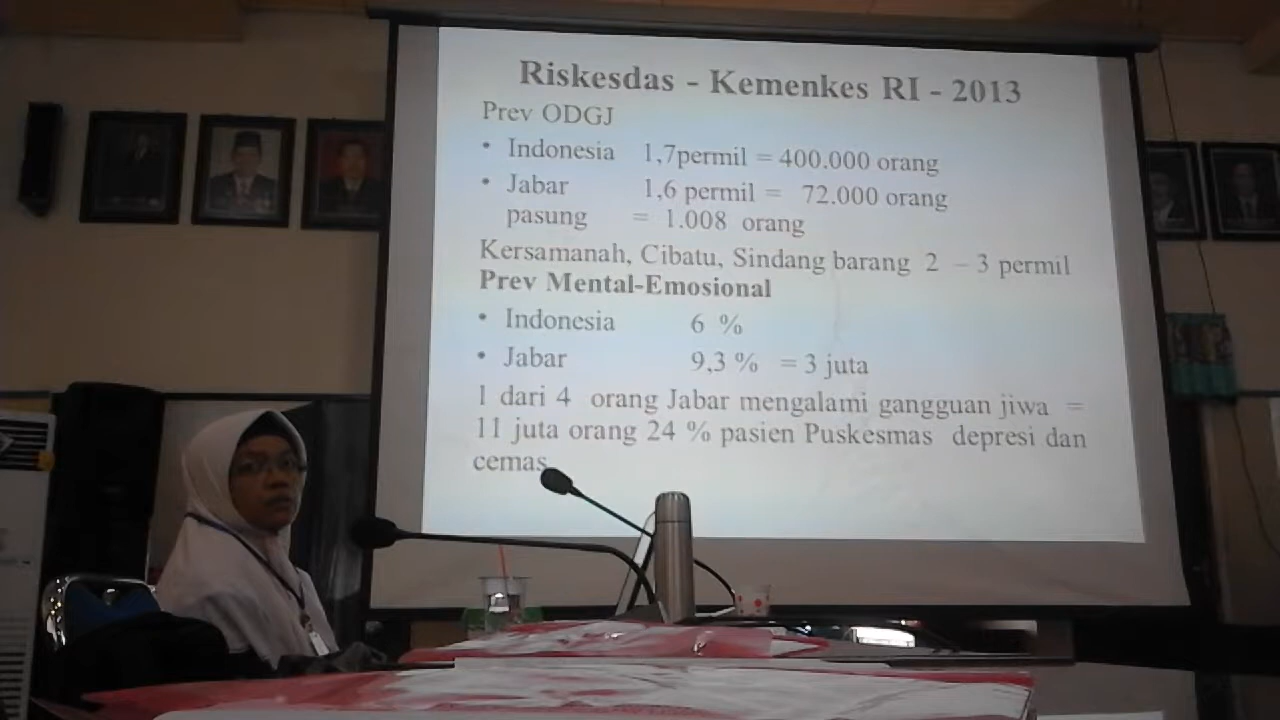 Riskesdas - Kemenkes RI - 2013
Prev ODGJ
• Indonesia 1,7permil = 400.000 orang
• Jabar 1,6 permil = 72.000 orang
pasung = 1.008 orang
Kersamanah, Cibatu, Sindang barang 2 – 3 permil
Prev Mental-Emosional
• Indonesia 6 %
• Jabar 9,3 % = 3 juta
1 dari 4 orang Jabar mengalami gangguan jiwa =
11 juta orang 24 % pasien Puskesmas depresi dan
cemas